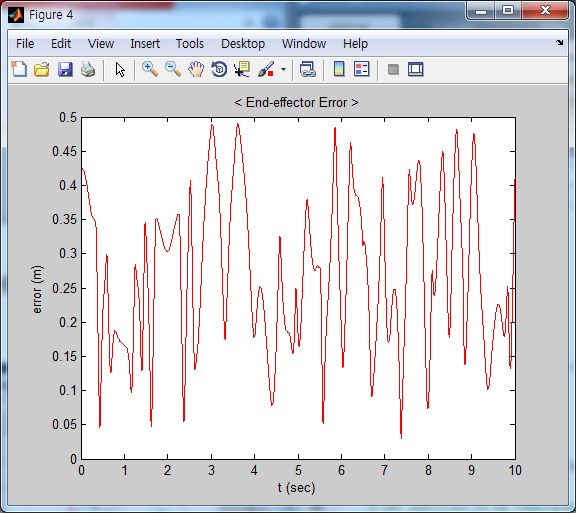 Figure 4
File Edit View Insert Tools Desktop Window Help
< End-effector Error >
0.5
0.45
0.4
0.35
0.3
0.25
0.2
0.15
0.1
0.05
0
error (m)
0 1 2 3 4 5 6 7 8 9 10
t (sec)